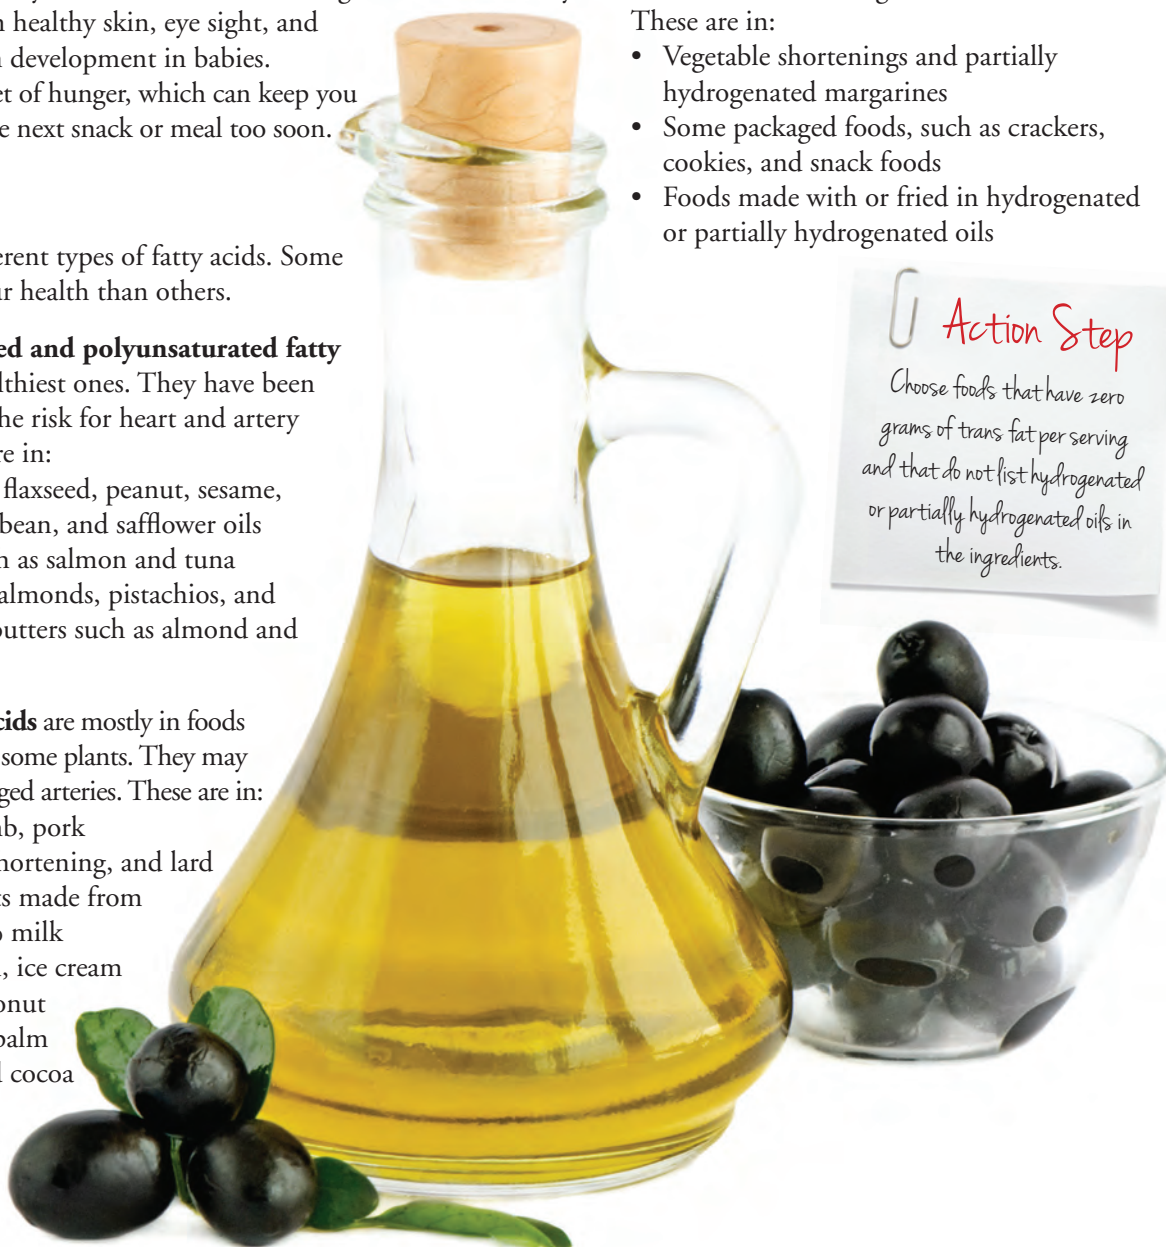 n healthy skin, eye sight, and
development in babies.
et of hunger, which can keep you
e next snack or meal too soon.
erent types of fatty acids. Some
ur health than others.
ed and polyunsaturated fatty
lthiest ones. They have been
he risk for heart and artery
re in:
flaxseed, peanut, sesame,
bean, and safflower oils
n as salmon and tuna
almonds, pistachios, and
butters such as almond and
cids are mostly in foods
some plants. They may
ged arteries. These are in:
mb, pork
hortening, and lard
ts made from
milk
, ice cream
onut
palm
d cocoa
These are in:
• Vegetable shortenings and partially
hydrogenated margarines
• Some packaged foods, such as crackers,
cookies, and snack foods
• Foods made with or fried in hydrogenated
or partially hydrogenated oils
Action Step
Choose foods that have zero
grams of trans fat per serving
and that do not list hydrogenated
or partially hydrogenated oils in
the ingredients.